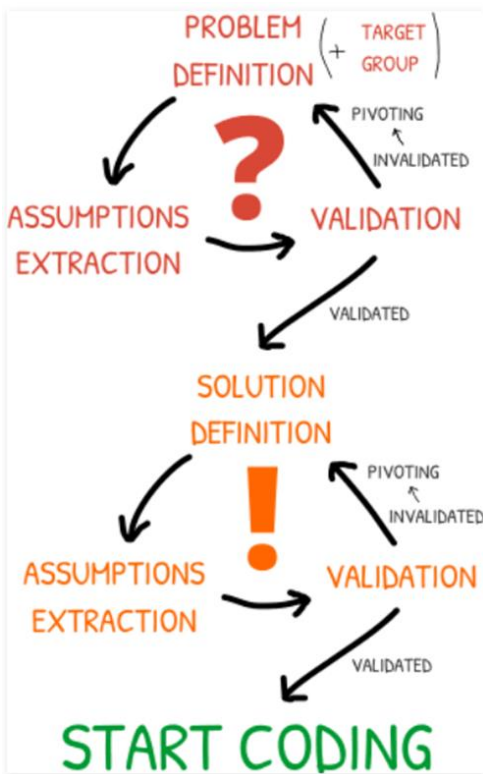 PROBLEM
DEFINITION
( + TARGET
GROUP )
PIVOTING
INVALIDATED
?
ASSUMPTIONS
EXTRACTION
VALIDATION
VALIDATED
SOLUTION
DEFINITION
PIVOTING
INVALIDATED
!
ASSUMPTIONS
EXTRACTION
VALIDATION
VALIDATED
START CODING